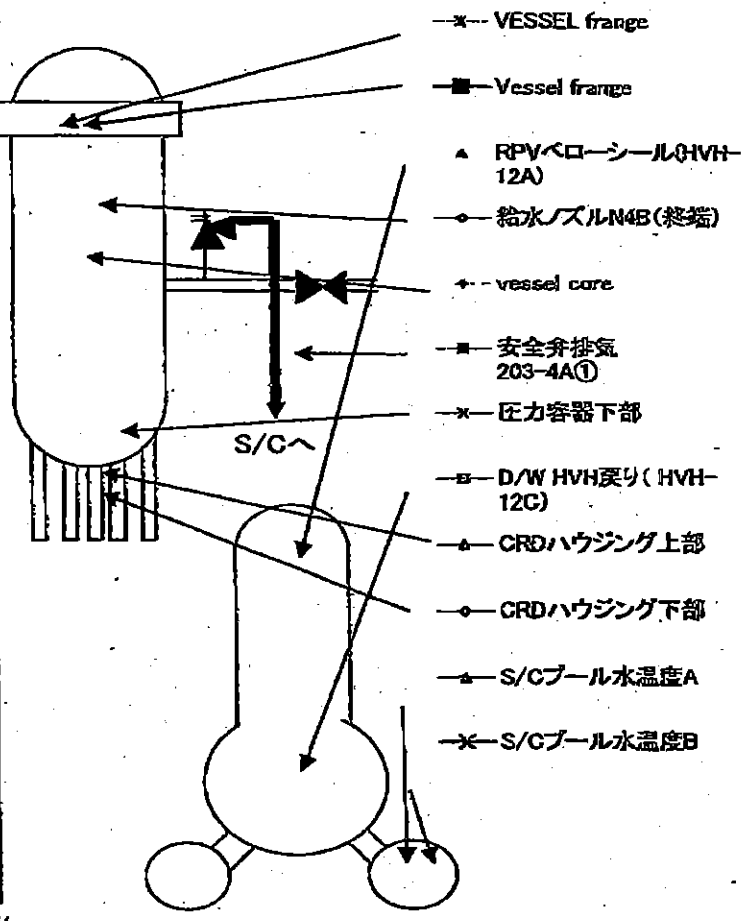 VESSEL frange
Vessel frange
RPVベローシール(HVH-
12A)
給水ノズルN4B(終端)
vessel core
安全弁排気
203-4A①
圧力容器下部
S/Cへ
D/W HVH戻り( HVH-
12C)
CRDハウジング上部
CRDハウジング下部
S/Cプール水温度A
S/Cプール水温度B